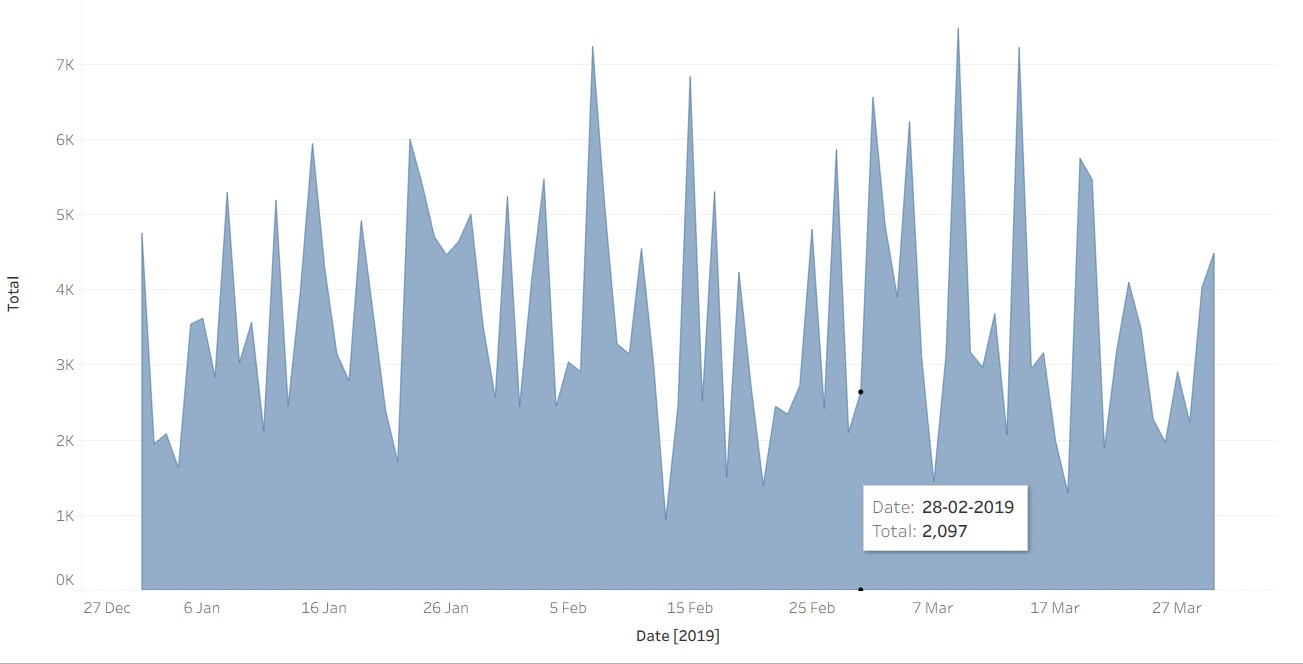 7K
6K
5K
4K
3K
2K
1K
0K
Total
Date: 28-02-2019
Total: 2,097
27 Dec 6 Jan 16 Jan 26 Jan 5 Feb 15 Feb 25 Feb 7 Mar 17 Mar 27 Mar
Date [2019]